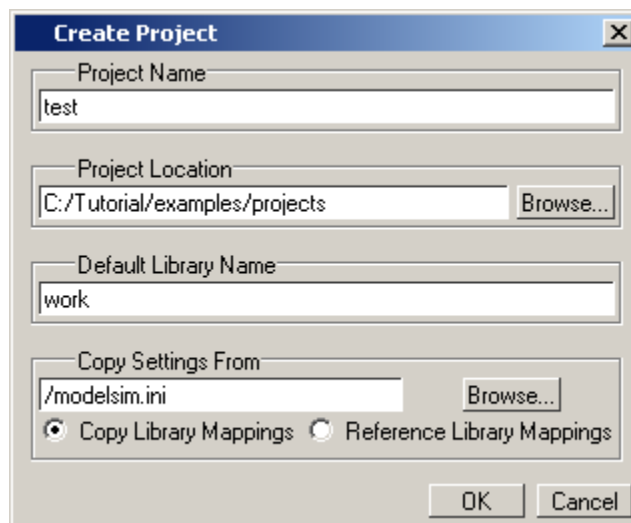 Create Project
Project Name
test
Project Location
C:/Tutorial/examples/projects
Browse...
Default Library Name
work
Copy Settings From
/modelsim.ini
Browse...
Copy Library Mappings Reference Library Mappings
OK Cancel